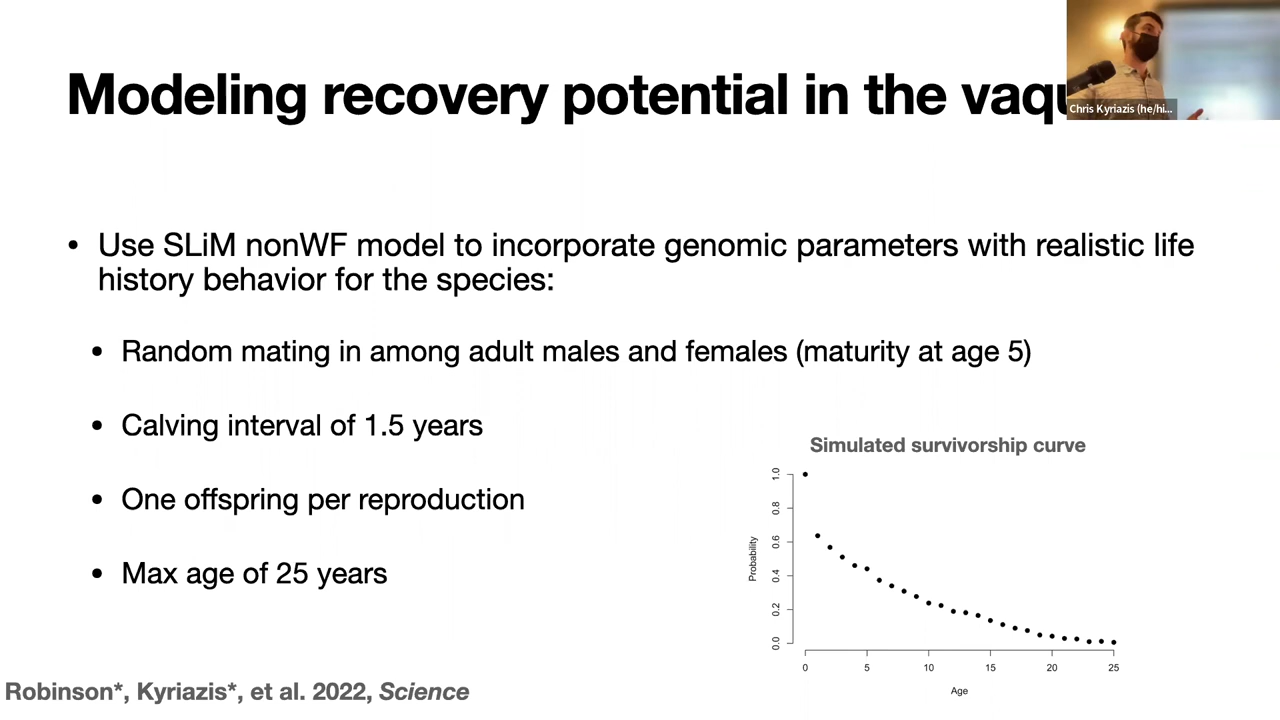 Modeling recovery potential in the vaqu
Chris Kyriazis (he/hi...
• Use SLiM nonWF model to incorporate genomic parameters with realistic life
history behavior for the species:
• Random mating in among adult males and females (maturity at age 5)
• Calving interval of 1.5 years
• One offspring per reproduction
• Max age of 25 years
Simulated survivorship curve
Probability
1.0
0.8
0.6
0.4
0.2
0.0
0 5 10 15 20 25
Age
Robinson*, Kyriazis*, et al. 2022, Science